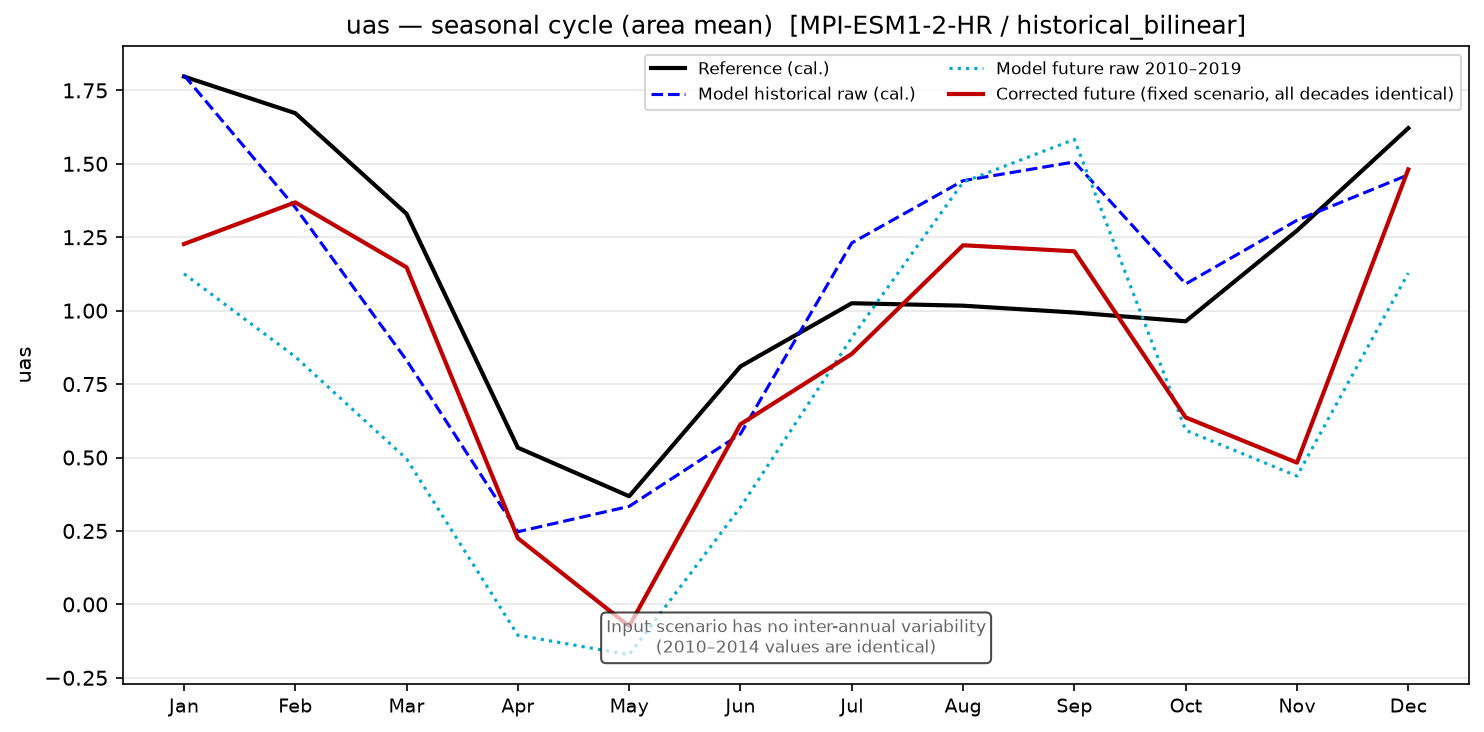 uas — seasonal cycle (area mean)  [MPI-ESM1-2-HR / historical_bilinear]
Reference (cal.)
Model historical raw (cal.)
Model future raw 2010–2019
Corrected future (fixed scenario, all decades identical)
uas
1.75
1.50
1.25
1.00
0.75
0.50
0.25
0.00
−0.25
Input scenario has no inter-annual variability
(2010–2014 values are identical)
Jan Feb Mar Apr May Jun Jul Aug Sep Oct Nov Dec